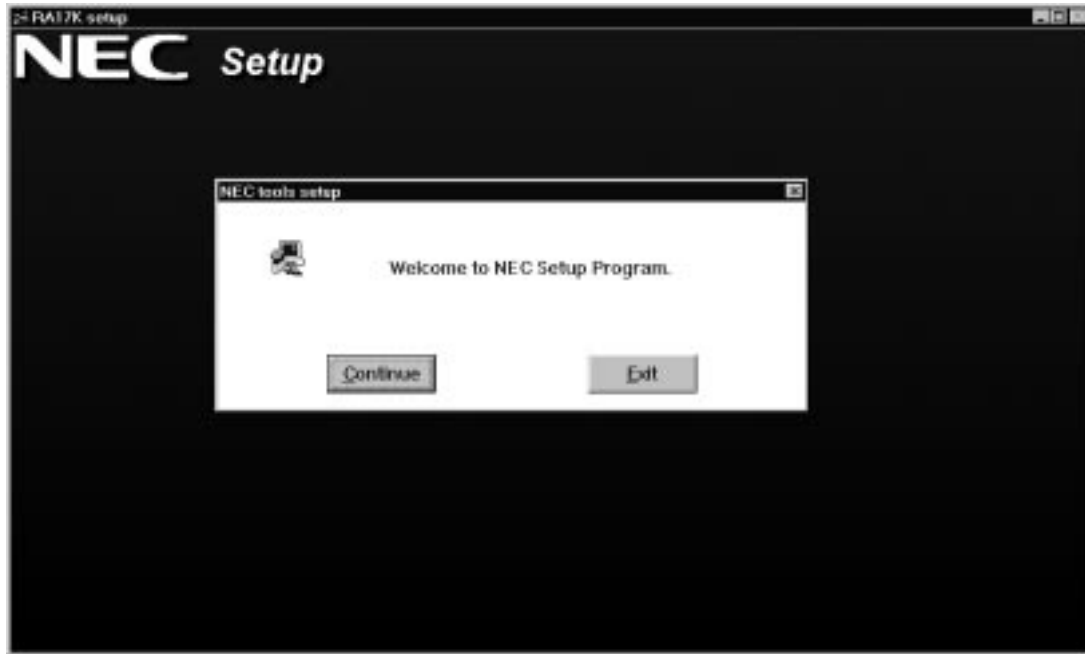 RA17K setup
NEC Setup
NEC tools setup
Welcome to NEC Setup Program.
Continue
Exit